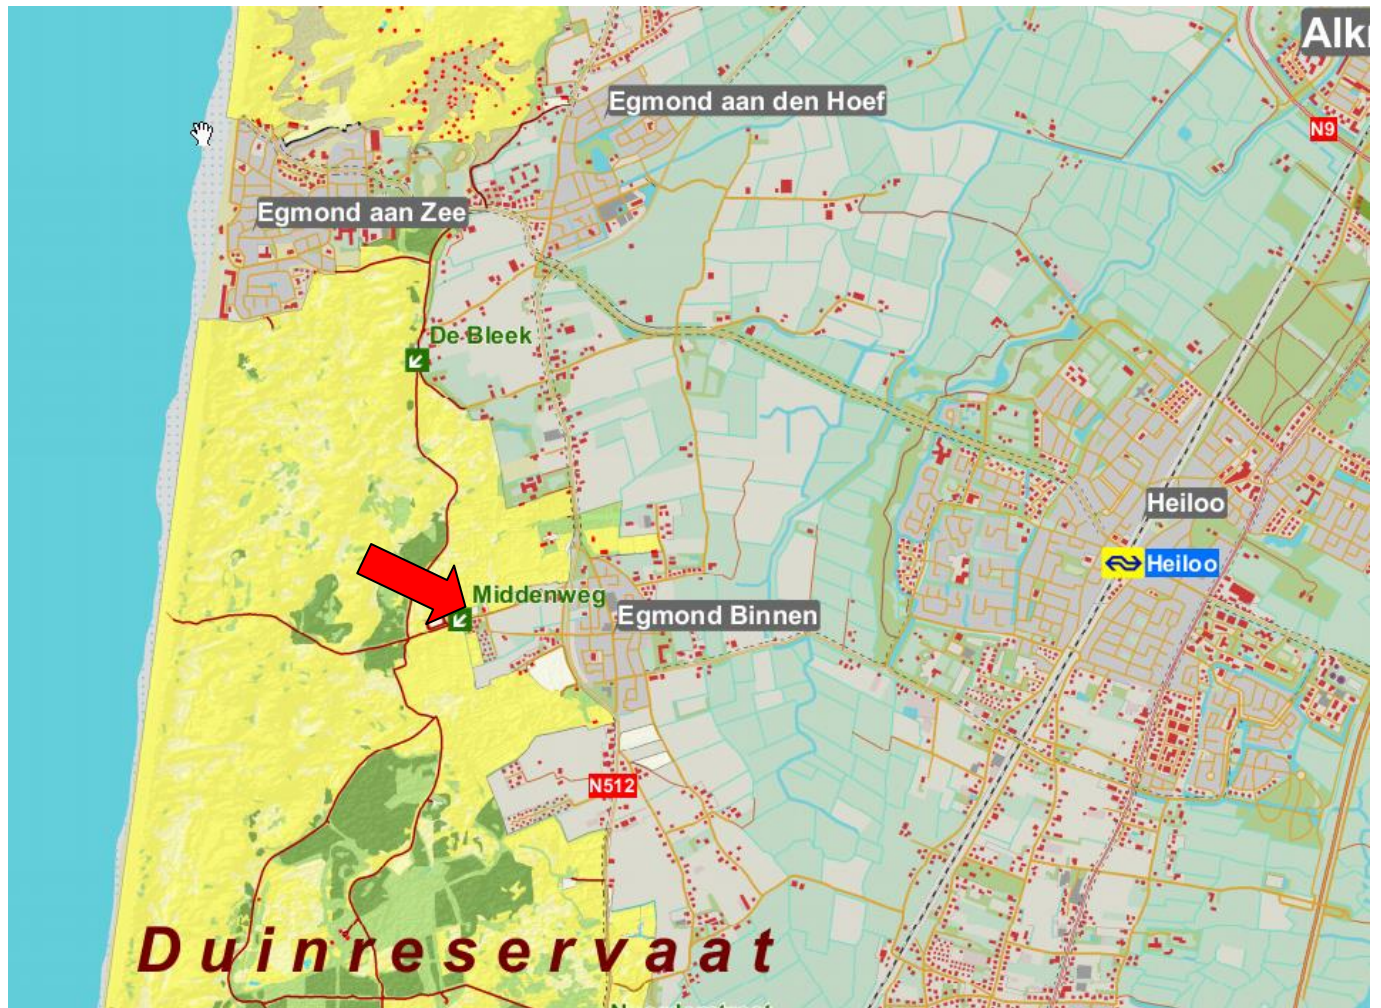 Alk
Egmond aan den Hoef
N9
Egmond aan Zee
De Bleek
Heiloo
Heiloo
Middenweg
Egmond Binnen
N512
Duinreservaat